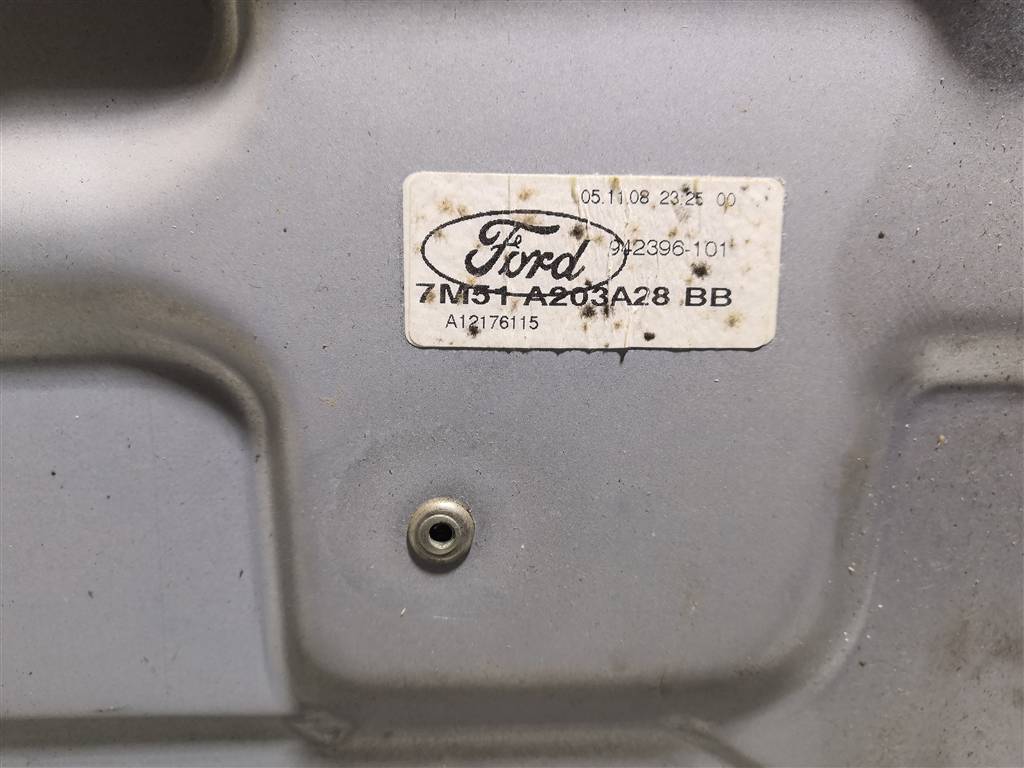 05.11.08 23:25 00
Ford
942396-101
7M51 A203A28 BB
A12176115